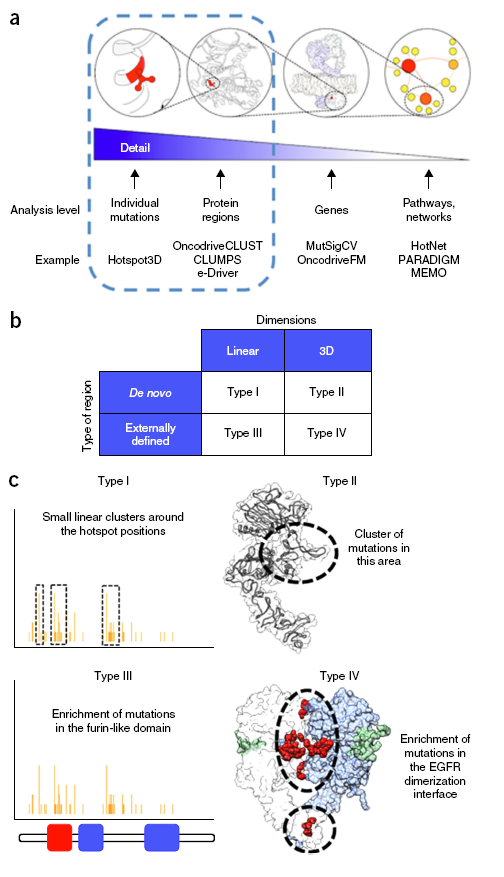 a
Detail
Analysis level
Individual
mutations
Protein
regions
Genes
Pathways,
networks
Example
Hotspot3D
OncodriveCLUST
CLUMPS
e-Driver
MutSigCV
OncodriveFM
HotNet
PARADIGM
MEMO
b
Dimensions
Linear
3D
Type of region
De novo
Type I
Type II
Externally
defined
Type III
Type IV
c
Type I
Type II
Small linear clusters around
the hotspot positions
Cluster of
mutations in
this area
Type III
Type IV
Enrichment of mutations
in the furin-like domain
Enrichment of
mutations in
the EGFR
dimerization
interface